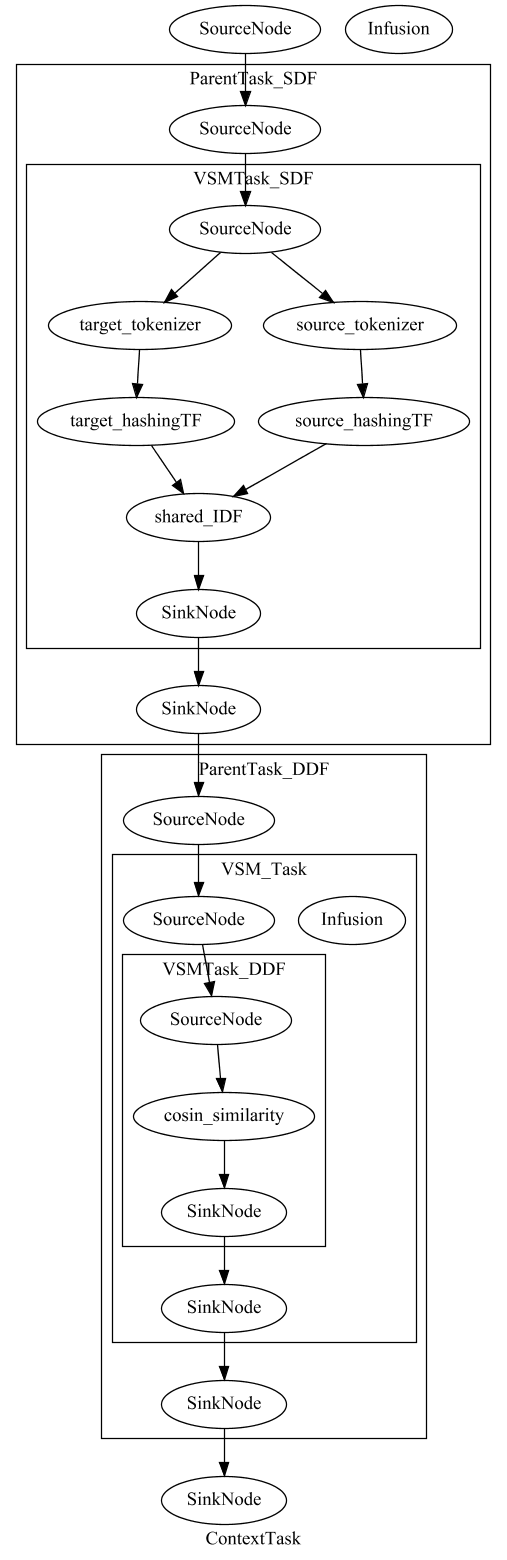 SourceNode Infusion
ParentTask_SDF
SourceNode
VSMTask_SDF
SourceNode
target_tokenizer source_tokenizer
target_hashingTF source_hashingTF
shared_IDF
SinkNode
SinkNode
ParentTask_DDF
SourceNode
VSM_Task
SourceNode Infusion
VSMTask_DDF
SourceNode
cosin_similarity
SinkNode
SinkNode
SinkNode
SinkNode
ContextTask